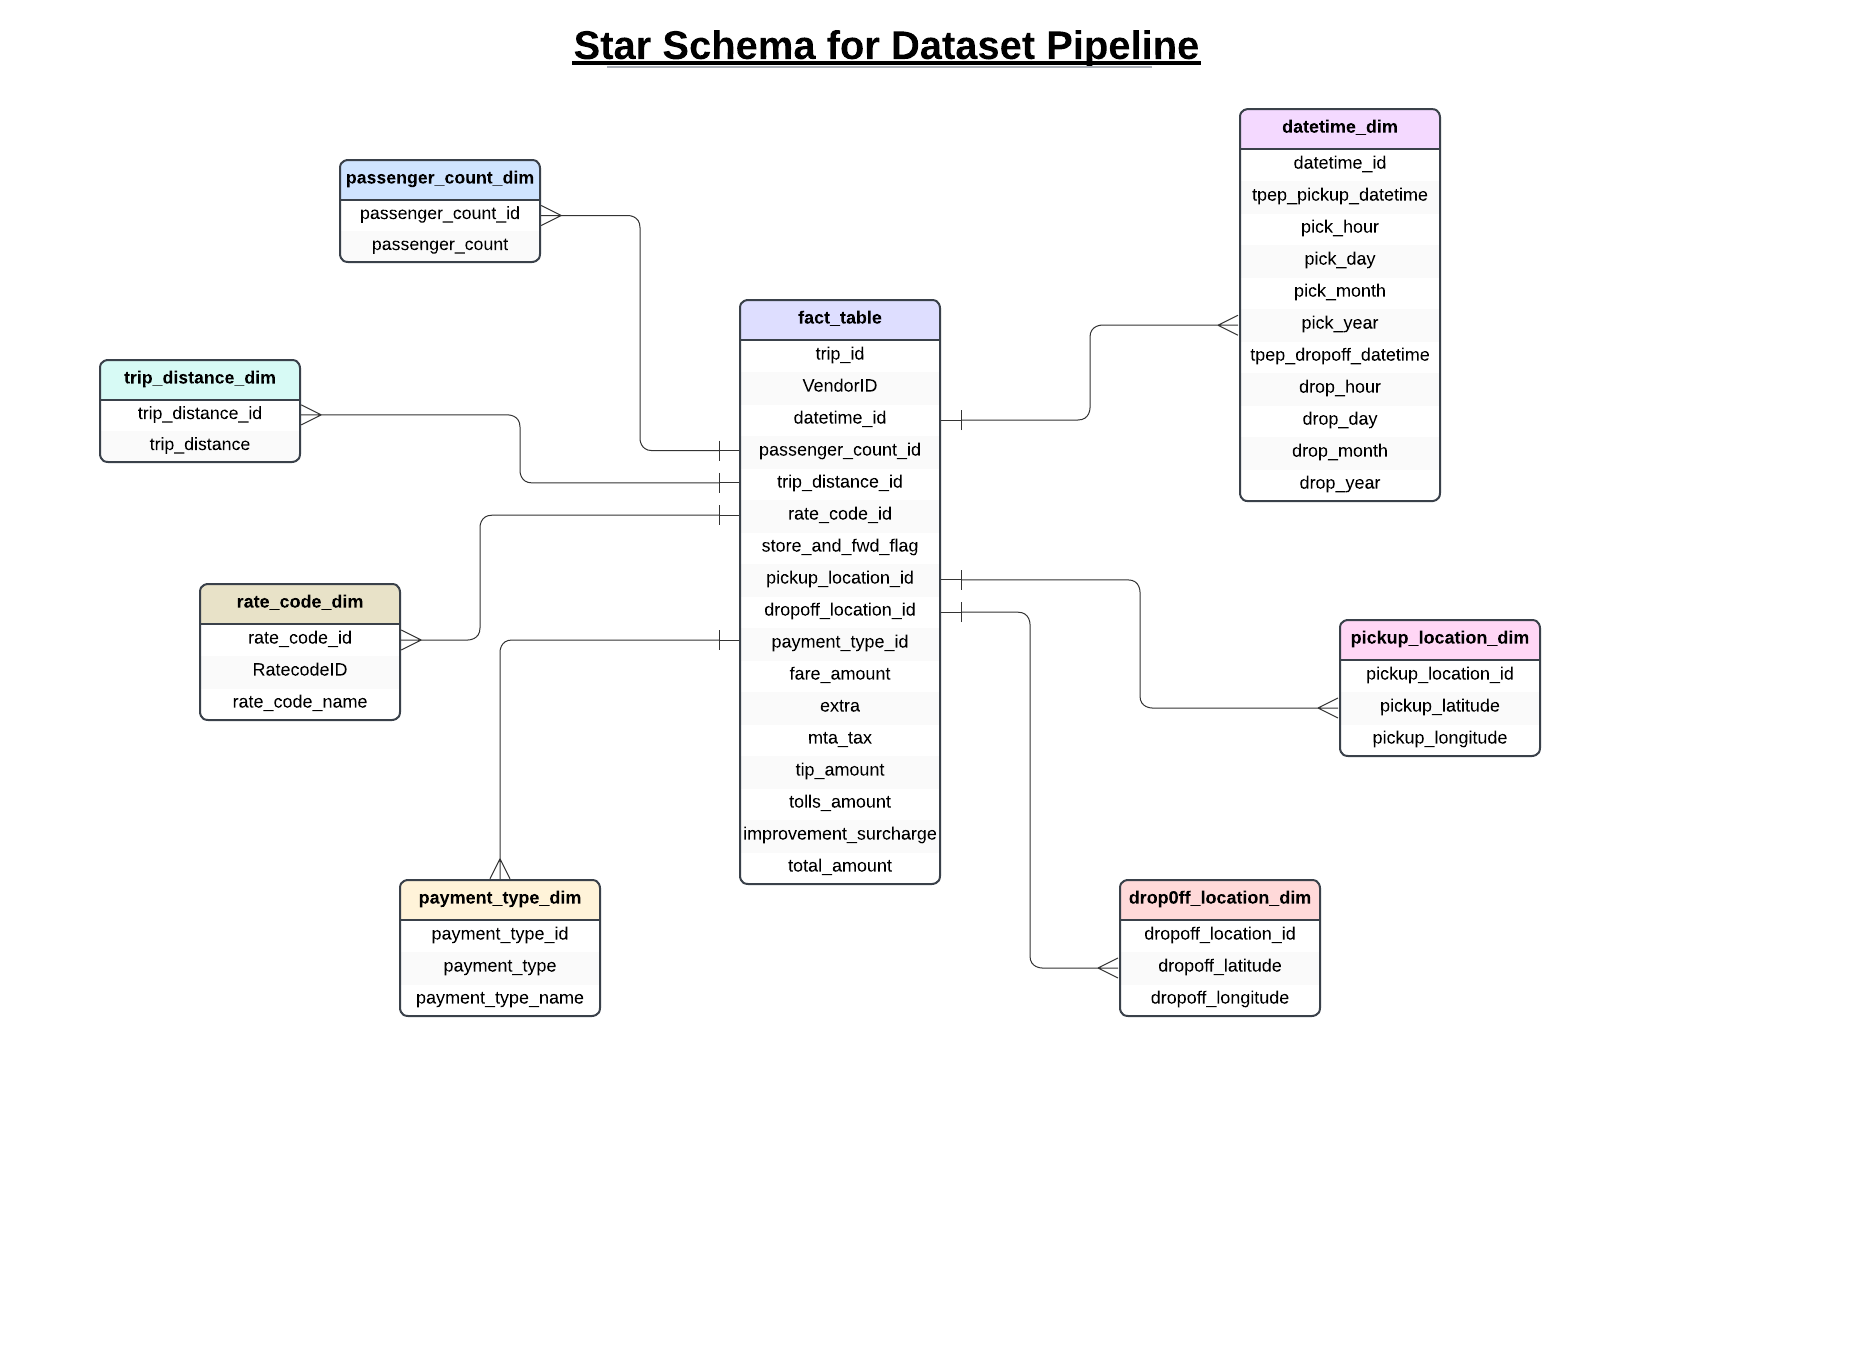 Star Schema for Dataset Pipeline
passenger_count_dim
passenger_count_id
passenger_count
trip_distance_dim
trip_distance_id
trip_distance
rate_code_dim
rate_code_id
RatecodeID
rate_code_name
payment_type_dim
payment_type_id
payment_type
payment_type_name
fact_table
trip_id
VendorID
datetime_id
passenger_count_id
trip_distance_id
rate_code_id
store_and_fwd_flag
pickup_location_id
dropoff_location_id
payment_type_id
fare_amount
extra
mta_tax
tip_amount
tolls_amount
improvement_surcharge
total_amount
datetime_dim
datetime_id
tpep_pickup_datetime
pick_hour
pick_day
pick_month
pick_year
tpep_dropoff_datetime
drop_hour
drop_day
drop_month
drop_year
pickup_location_dim
pickup_location_id
pickup_latitude
pickup_longitude
drop0ff_location_dim
dropoff_location_id
dropoff_latitude
dropoff_longitude